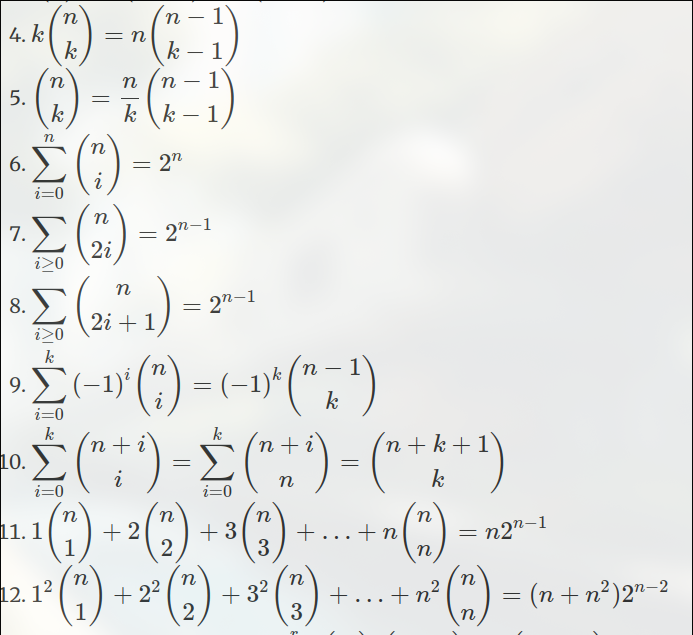 4. k\binom{n}{k} = n\binom{n-1}{k-1}
5. \binom{n}{k} = \frac{n}{k}\binom{n-1}{k-1}
6. \sum_{i=0}^{n}\binom{n}{i} = 2^n
7. \sum_{i\geq 0}\binom{n}{2i} = 2^{n-1}
8. \sum_{i\geq 0}\binom{n}{2i+1} = 2^{n-1}
9. \sum_{i=0}^{k}(-1)^i\binom{n}{i} = (-1)^k\binom{n-1}{k}
10. \sum_{i=0}^{k}\binom{n+i}{i} = \sum_{i=0}^{k}\binom{n+i}{n} = \binom{n+k+1}{k}
11. 1\binom{n}{1} + 2\binom{n}{2} + 3\binom{n}{3} + \ldots + n\binom{n}{n} = n2^{n-1}
12. 1^2\binom{n}{1} + 2^2\binom{n}{2} + 3^2\binom{n}{3} + \ldots + n^2\binom{n}{n} = (n+n^2)2^{n-2}